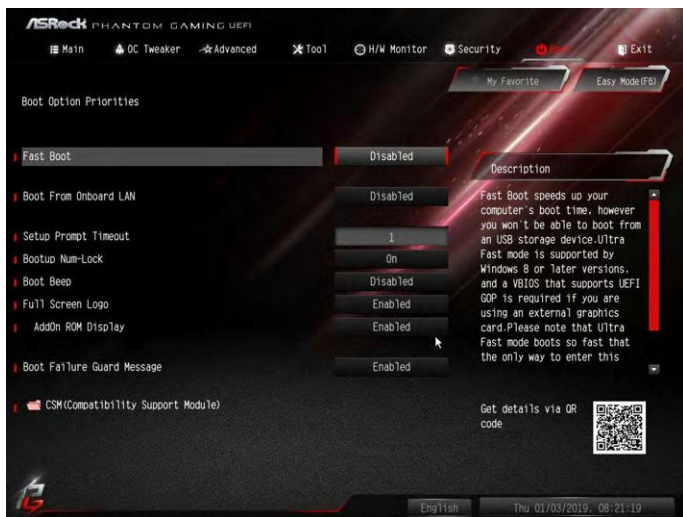 ASRock PHANTOM GAMING UEFI
Main OC Tweaker Advanced Tool H/W Monitor Security Boot Exit
My Favorite Easy Mode(F6)
Boot Option Priorities
Fast Boot Disabled
Boot From Onboard LAN Disabled
Setup Prompt Timeout 1
Bootup Num-Lock On
Boot Beep Disabled
Full Screen Logo Enabled
AddOn ROM Display Enabled
Boot Failure Guard Message Enabled
CSM(Compatibility Support Module)
Description
Fast Boot speeds up your
computer's boot time, however
you won't be able to boot from
an USB storage device.Ultra
Fast mode is supported by
Windows 8 or later versions,
and a VBIOS that supports UEFI
GOP is required if you are
using an external graphics
card.Please note that Ultra
Fast mode boots so fast that
the only way to enter this
Get details via QR
code
English Thu 01/03/2019, 08:21:19